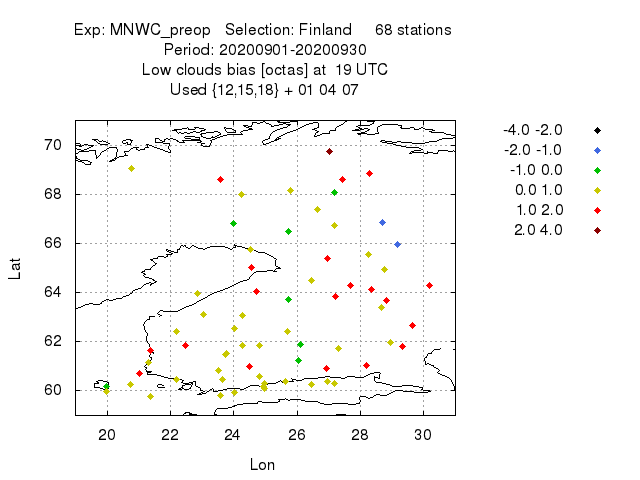 Exp: MNWC_preop Selection: Finland 68 stations
Period: 20200901-20200930
Low clouds bias [octas] at 19 UTC
Used {12,15,18} + 01 04 07
-4.0 -2.0
-2.0 -1.0
-1.0 0.0
0.0 1.0
1.0 2.0
2.0 4.0
70
68
66
64
62
60
Lat
20 22 24 26 28 30
Lon